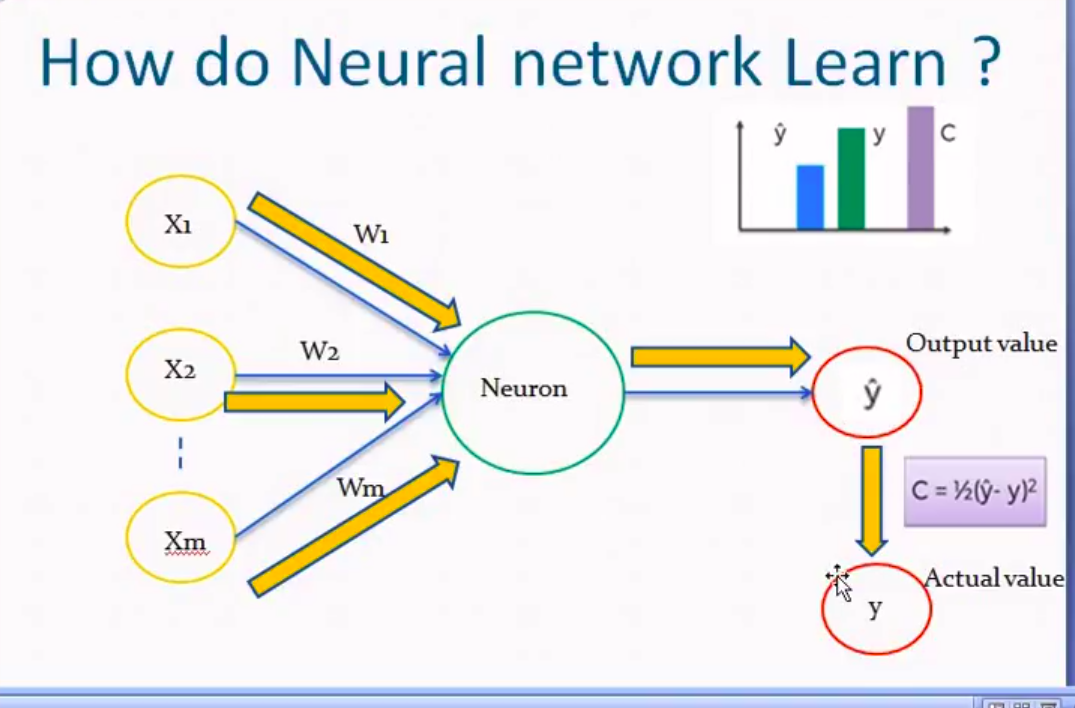 How do Neural network Learn ?
ŷ
y
C
X1
W1
W2
X2
Neuron
Output value
ŷ
Wm
C = ½(ŷ- y)²
Xm
Actual value
y